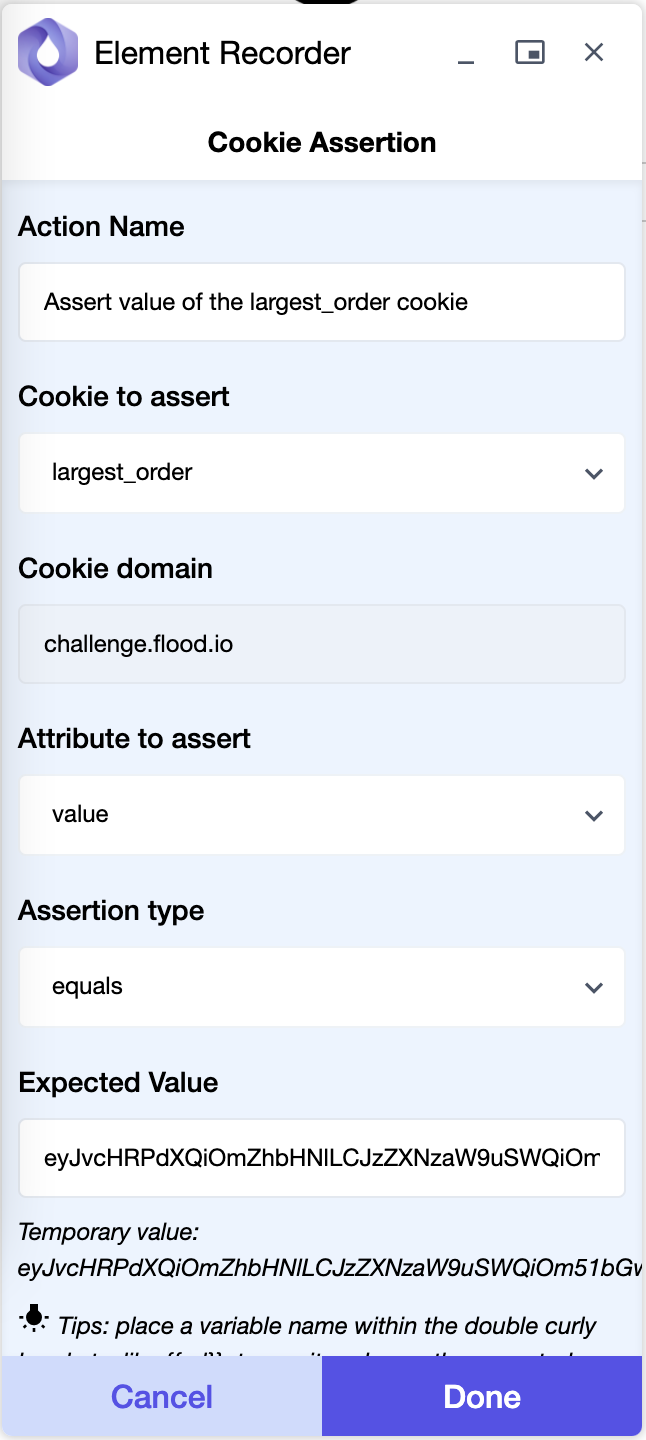 Element Recorder
Cookie Assertion
Action Name
Assert value of the largest_order cookie
Cookie to assert
largest_order
Cookie domain
challenge.flood.io
Attribute to assert
value
Assertion type
equals
Expected Value
eyJvcHRPdXQiOmZhbHNlLCJzZXNzaW9uSWQiOm
Temporary value:
eyJvcHRPdXQiOmZhbHNlLCJzZXNzaW9uSWQiOm51bGw
Tips: place a variable name within the double curly
Cancel
Done